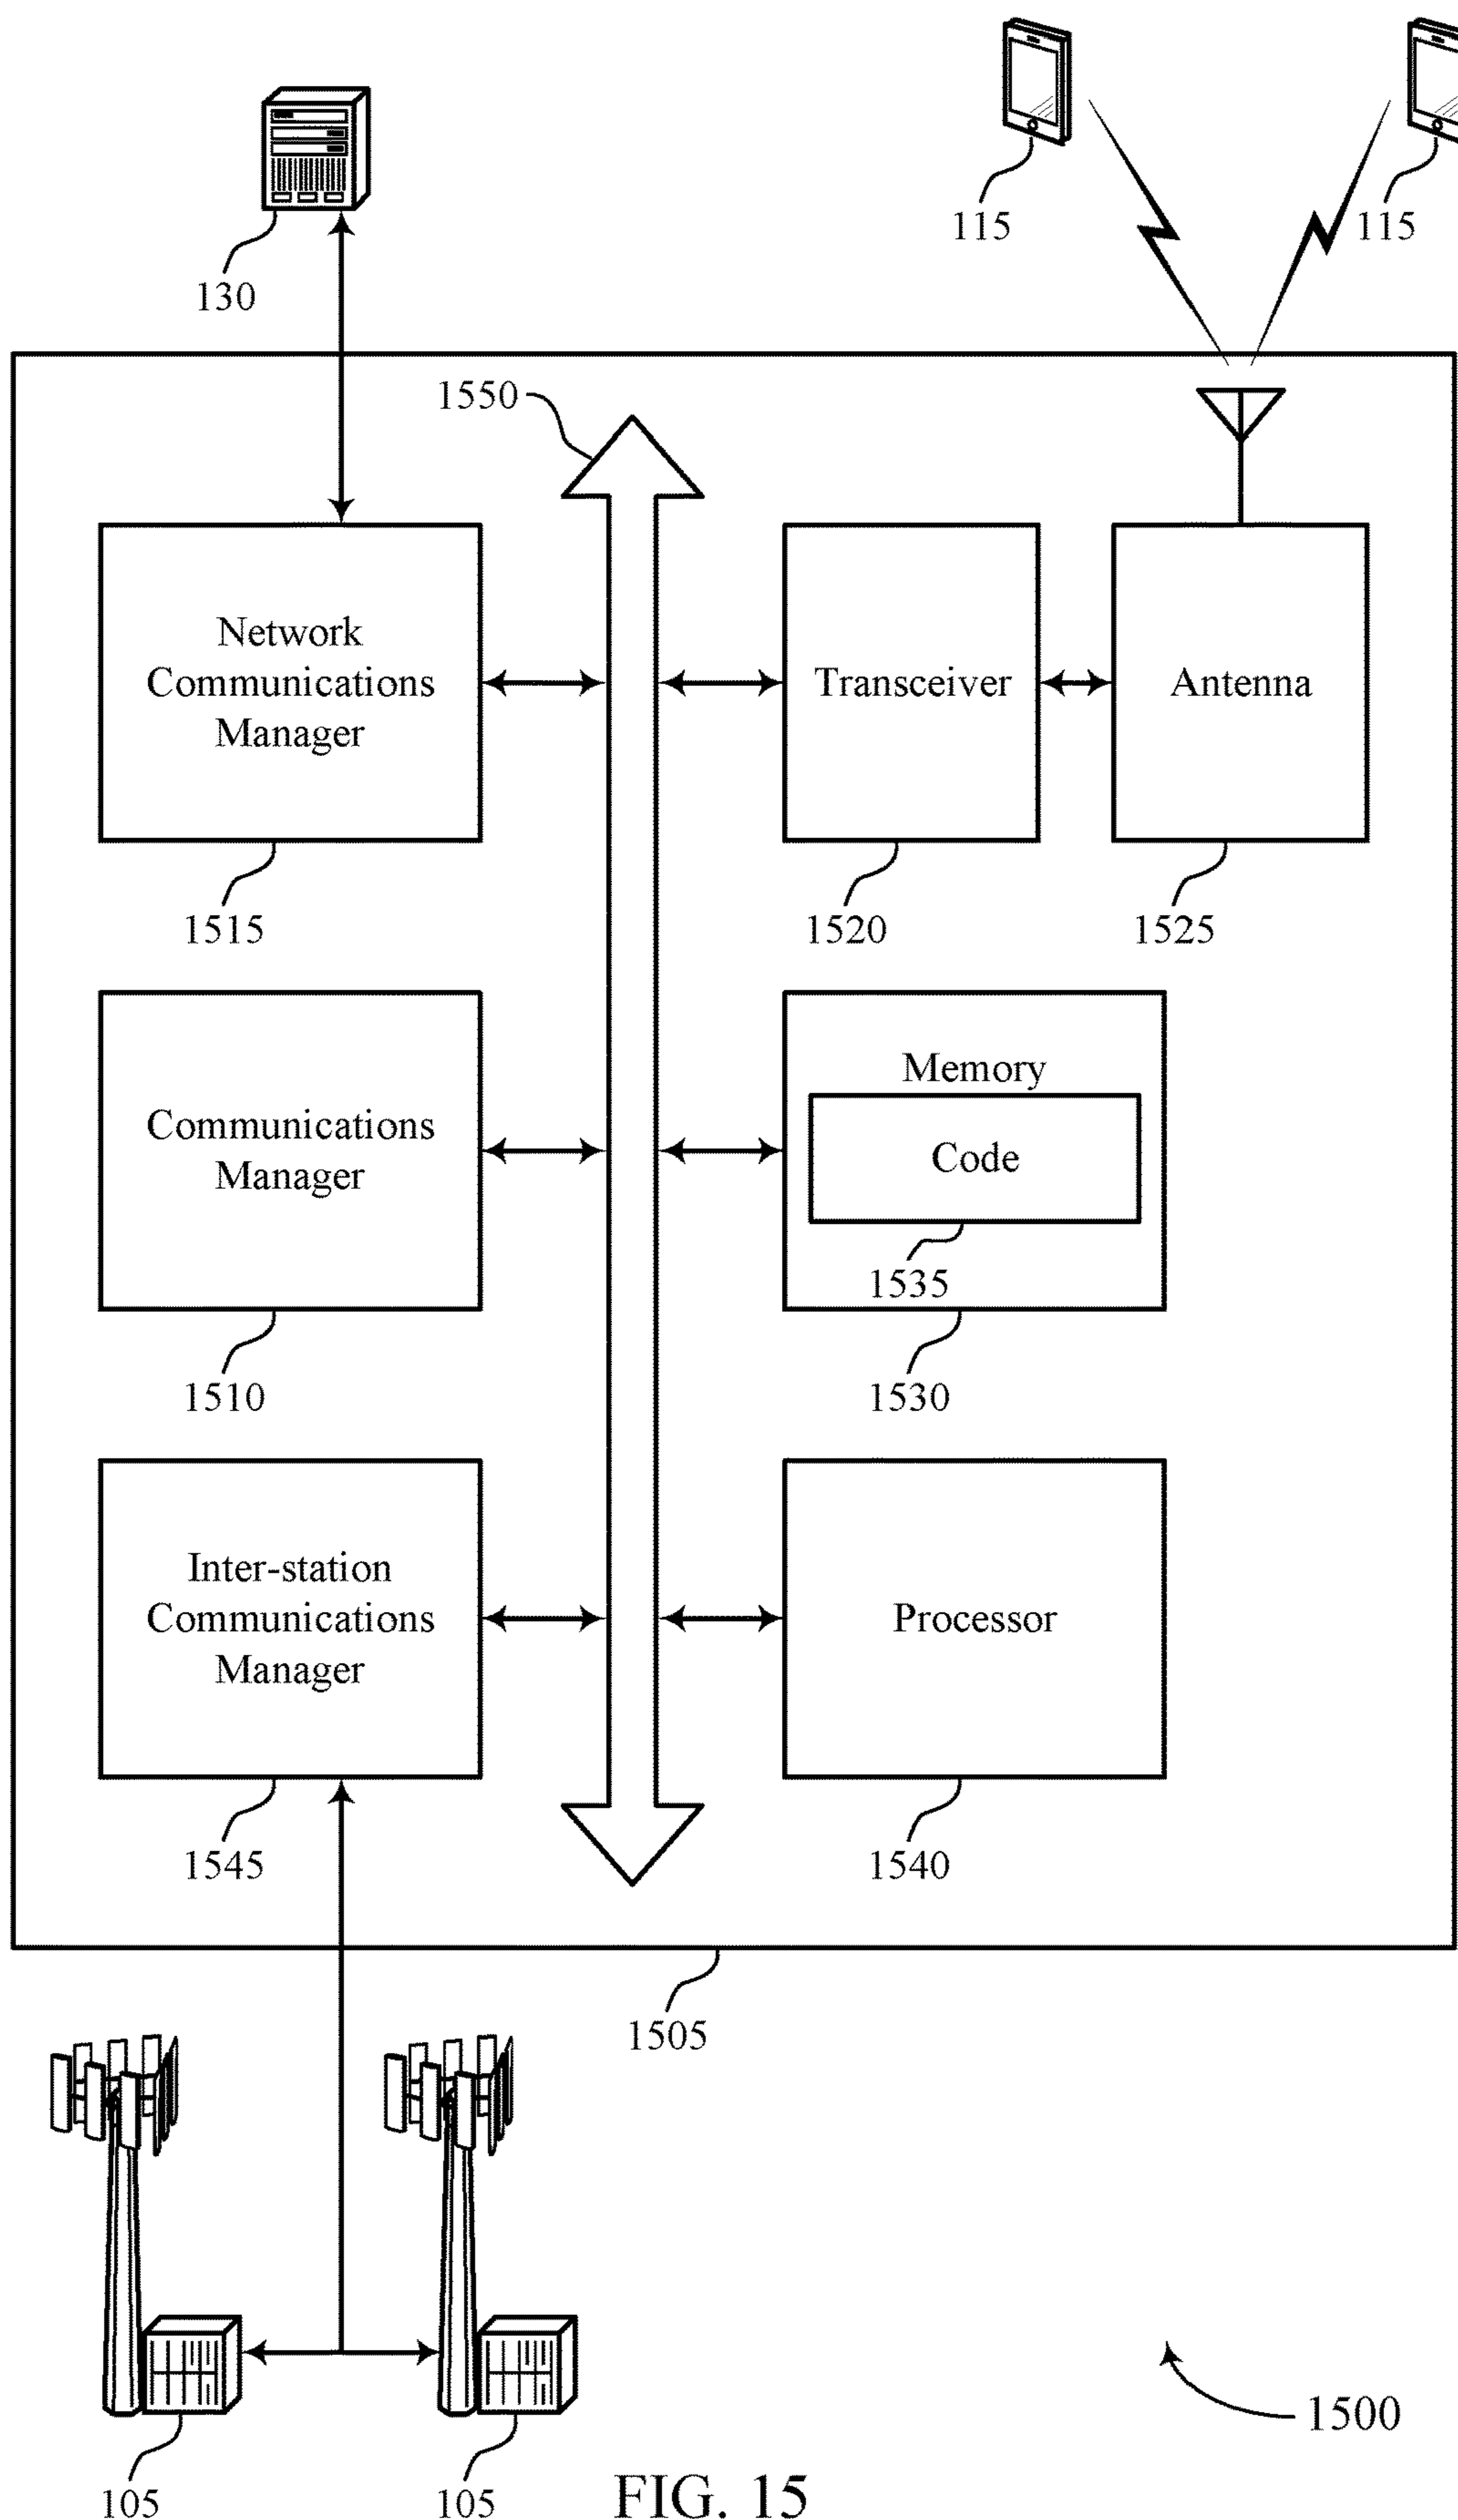 115
115
130
1550
Network
Communications
Manager
Transceiver
Antenna
1515
1520
1525
Communications
Manager
Memory
Code
1535
1510
1530
Inter-station
Communications
Manager
Processor
1545
1540
1505
1500
105
105
FIG. 15